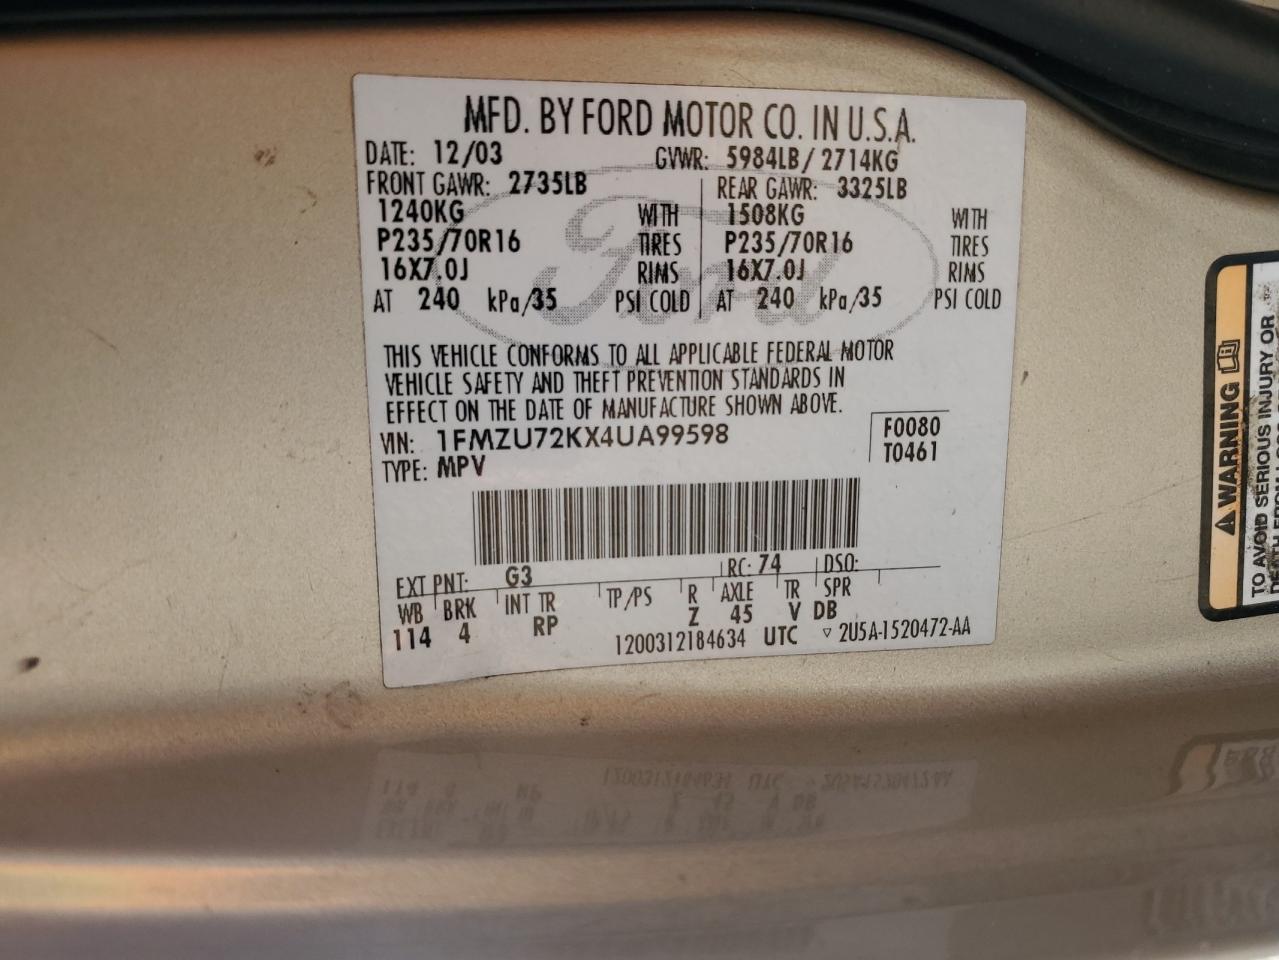 MFD. BY FORD MOTOR CO. IN U.S.A.
DATE: 12/03 GVWR: 5984LB/ 2714KG
FRONT GAWR: 2735LB REAR GAWR: 3325LB
1240KG WITH 1508KG WITH
P235/70R16 TIRES P235/70R16 TIRES
16X7.0J RIMS 16X7.0J RIMS
AT 240 kPa/35 PSI COLD AT 240 kPa/35 PSI COLD
Ford
THIS VEHICLE CONFORMS TO ALL APPLICABLE FEDERAL MOTOR
VEHICLE SAFETY AND THEFT PREVENTION STANDARDS IN
EFFECT ON THE DATE OF MANUFACTURE SHOWN ABOVE.
VIN: 1FMZU72KX4UA99598 F0080
TYPE: MPV T0461
EXT PNT: G3 RC: 74 DSO:
WB BRK INT TR TP/PS R AXLE TR SPR
114 4 RP Z 45 V DB
1200312184634 UTC ▽ 2U5A-1520472-AA
WARNING
TO AVOID SERIOUS INJURY OR